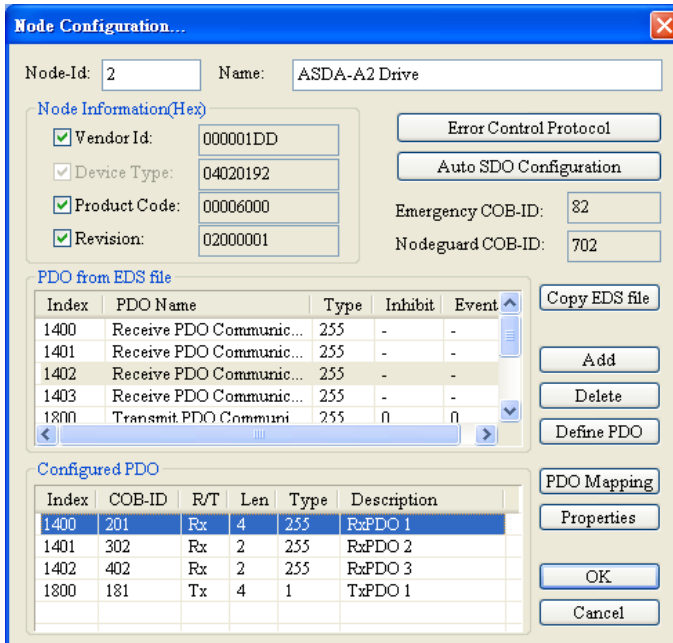 Node Configuration...
Node-Id: 2 Name: ASDA-A2 Drive
Node Information(Hex)
Vendor Id: 000001DD
Device Type: 04020192
Product Code: 00006000
Revision: 02000001
Error Control Protocol
Auto SDO Configuration
Emergency COB-ID: 82
Nodeguard COB-ID: 702
PDO from EDS file
Index PDO Name Type Inhibit Event
1400 Receive PDO Communic... 255 - -
1401 Receive PDO Communic... 255 - -
1402 Receive PDO Communic... 255 - -
1403 Receive PDO Communic... 255 - -
1800 Transmit PDO Communi 255 0 0
Copy EDS file
Add
Delete
Define PDO
Configured PDO
Index COB-ID R/T Len Type Description
1400 201 Rx 4 255 RxPDO 1
1401 302 Rx 2 255 RxPDO 2
1402 402 Rx 2 255 RxPDO 3
1800 181 Tx 4 1 TxPDO 1
PDO Mapping
Properties
OK
Cancel